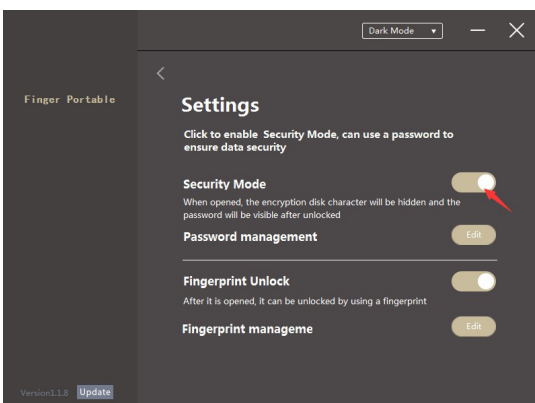 Dark Mode
Finger Portable
Settings
Click to enable Security Mode, can use a password to
ensure data security
Security Mode
When opened, the encryption disk character will be hidden and the
password will be visible after unlocked
Password management
Edit
Fingerprint Unlock
After it is opened, it can be unlocked by using a fingerprint
Fingerprint manageme
Edit
Version1.1.8 Update